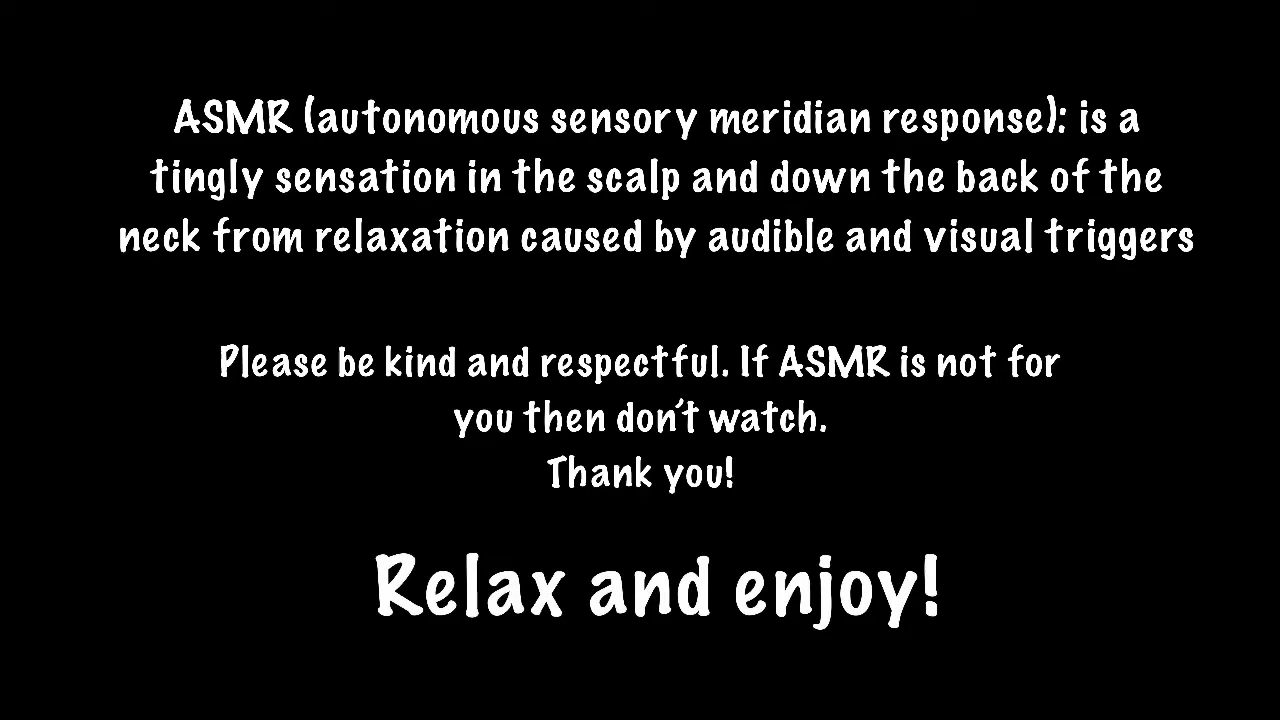 ASMR (autonomous sensory meridian response): is a
tingly sensation in the scalp and down the back of the
neck from relaxation caused by audible and visual triggers
Please be kind and respectful. If ASMR is not for
you then don't watch.
Thank you!
Relax and enjoy!